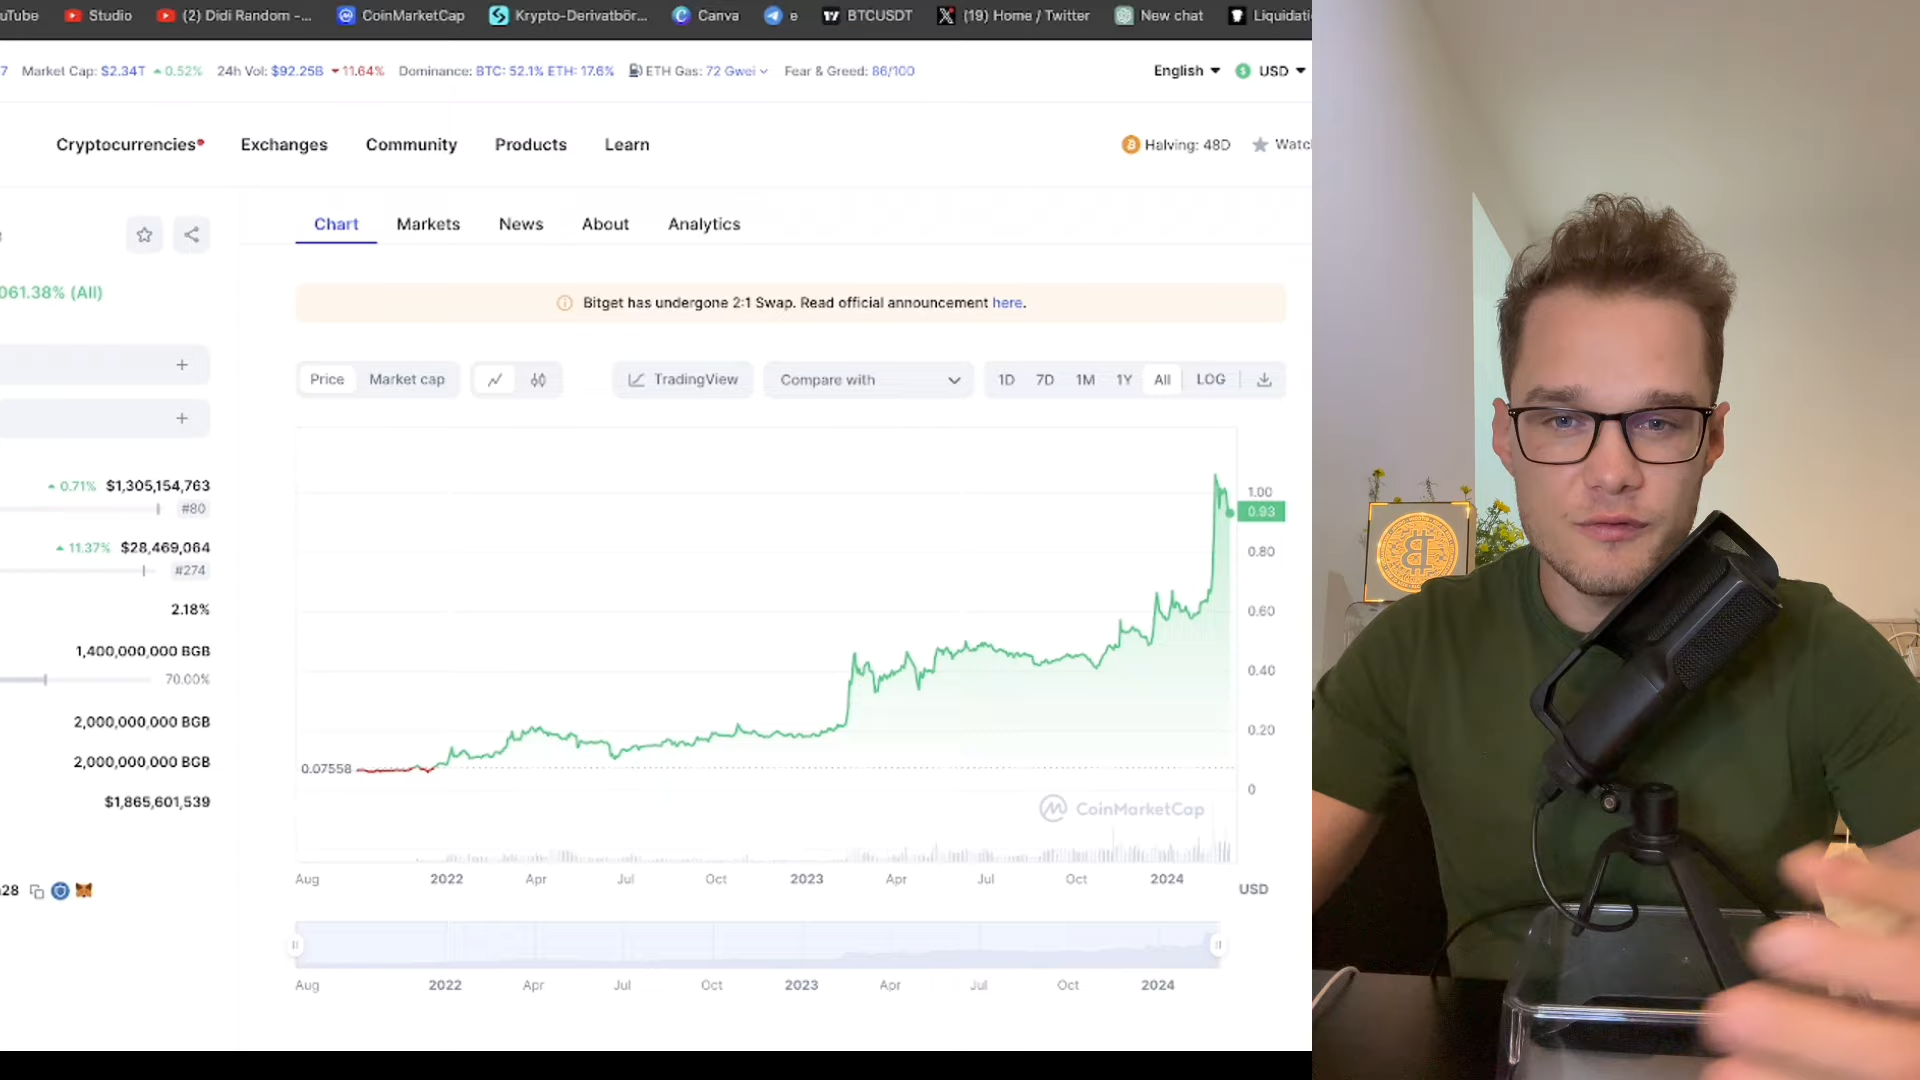 uTube Studio (2) Didi Random -... CoinMarketCap Krypto-Derivatbör... Canva e BTCUSDT (19) Home / Twitter New chat Liquidati
7 Market Cap: $2.34T 0.52% 24h Vol: $92.25B 11.64% Dominance: BTC: 52.1% ETH: 17.6% ETH Gas: 72 Gwei Fear & Greed: 86/100 English USD
Cryptocurrencies Exchanges Community Products Learn Halving: 48D Watc
Chart Markets News About Analytics
061.38% (All)
Bitget has undergone 2:1 Swap. Read official announcement here.
Price Market cap TradingView Compare with 1D 7D 1M 1Y All LOG
0.71% $1,305,154,763
#80
11.37% $28,469,064
#274
2.18%
1,400,000,000 BGB
70.00%
2,000,000,000 BGB
2,000,000,000 BGB
$1,865,601,539
28
1.00
0.93
0.80
0.60
0.40
0.20
0.07558
0
CoinMarketCap
Aug 2022 Apr Jul Oct 2023 Apr Jul Oct 2024
USD
Aug 2022 Apr Jul Oct 2023 Apr Jul Oct 2024